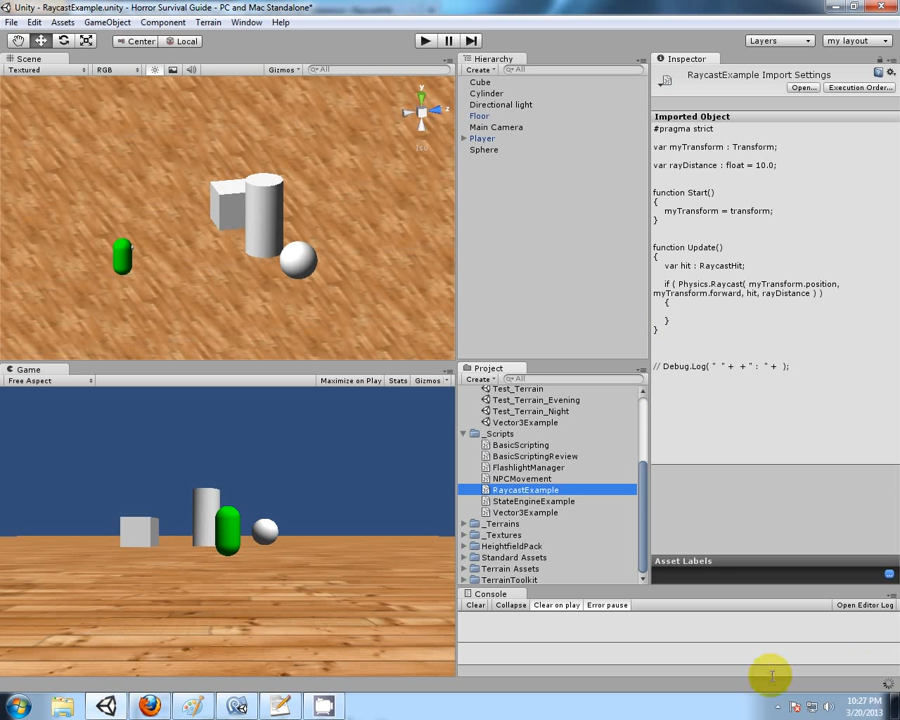 Unity - RaycastExample.unity - Horror Survival Guide - PC and Mac Standalone*
File Edit Assets GameObject Component Terrain Window Help
Center Local Layers my layout
Scene
Textured RGB Gizmos All
y
z
Iso
Game
Free Aspect Maximize on Play Stats Gizmos
Hierarchy
Create All
Cube
Cylinder
Directional light
Floor
Main Camera
Player
Sphere
Project
Create All
Test_Terrain
Test_Terrain_Evening
Test_Terrain_Night
Vector3Example
_Scripts
BasicScripting
BasicScriptingReview
FlashlightManager
NPCMovement
RaycastExample
StateEngineExample
Vector3Example
_Terrains
_Textures
HeightfieldPack
Standard Assets
Terrain Assets
TerrainToolkit
Console
Clear Collapse Clear on play Error pause Open Editor Log
Inspector
RaycastExample Import Settings
Open... Execution Order...
Imported Object
#pragma strict
var myTransform : Transform;
var rayDistance : float = 10.0;
function Start()
{
myTransform = transform;
}
function Update()
{
var hit : RaycastHit;
if ( Physics.Raycast( myTransform.position,
myTransform.forward, hit, rayDistance ) )
{
}
}
// Debug.Log( " " + + " : " + );
Asset Labels
10:27 PM
3/20/2013